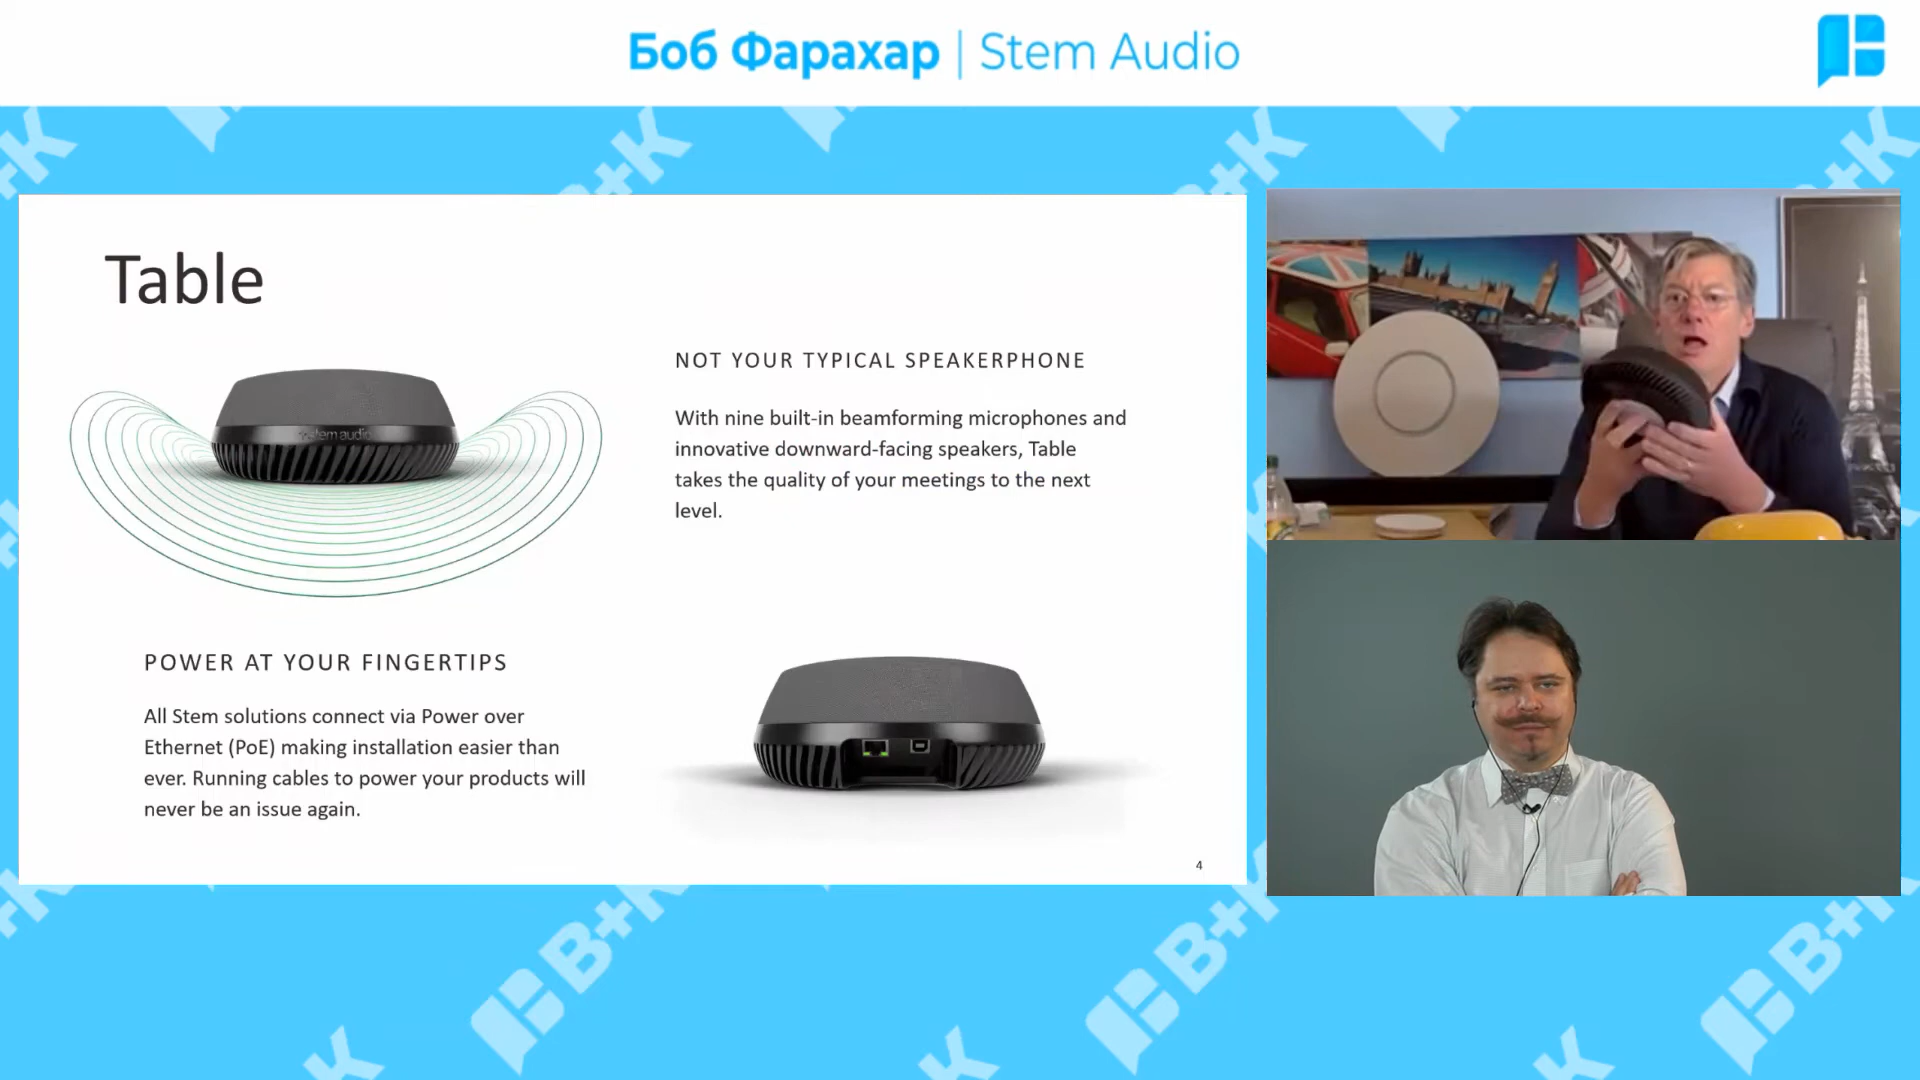 Боб Фарахар | Stem Audio
Table
stem audio
NOT YOUR TYPICAL SPEAKERPHONE
With nine built-in beamforming microphones and
innovative downward-facing speakers, Table
takes the quality of your meetings to the next
level.
POWER AT YOUR FINGERTIPS
All Stem solutions connect via Power over
Ethernet (PoE) making installation easier than
ever. Running cables to power your products will
never be an issue again.
4
В+К
В+К
В+К
В+К
В+К
В+К
В+К